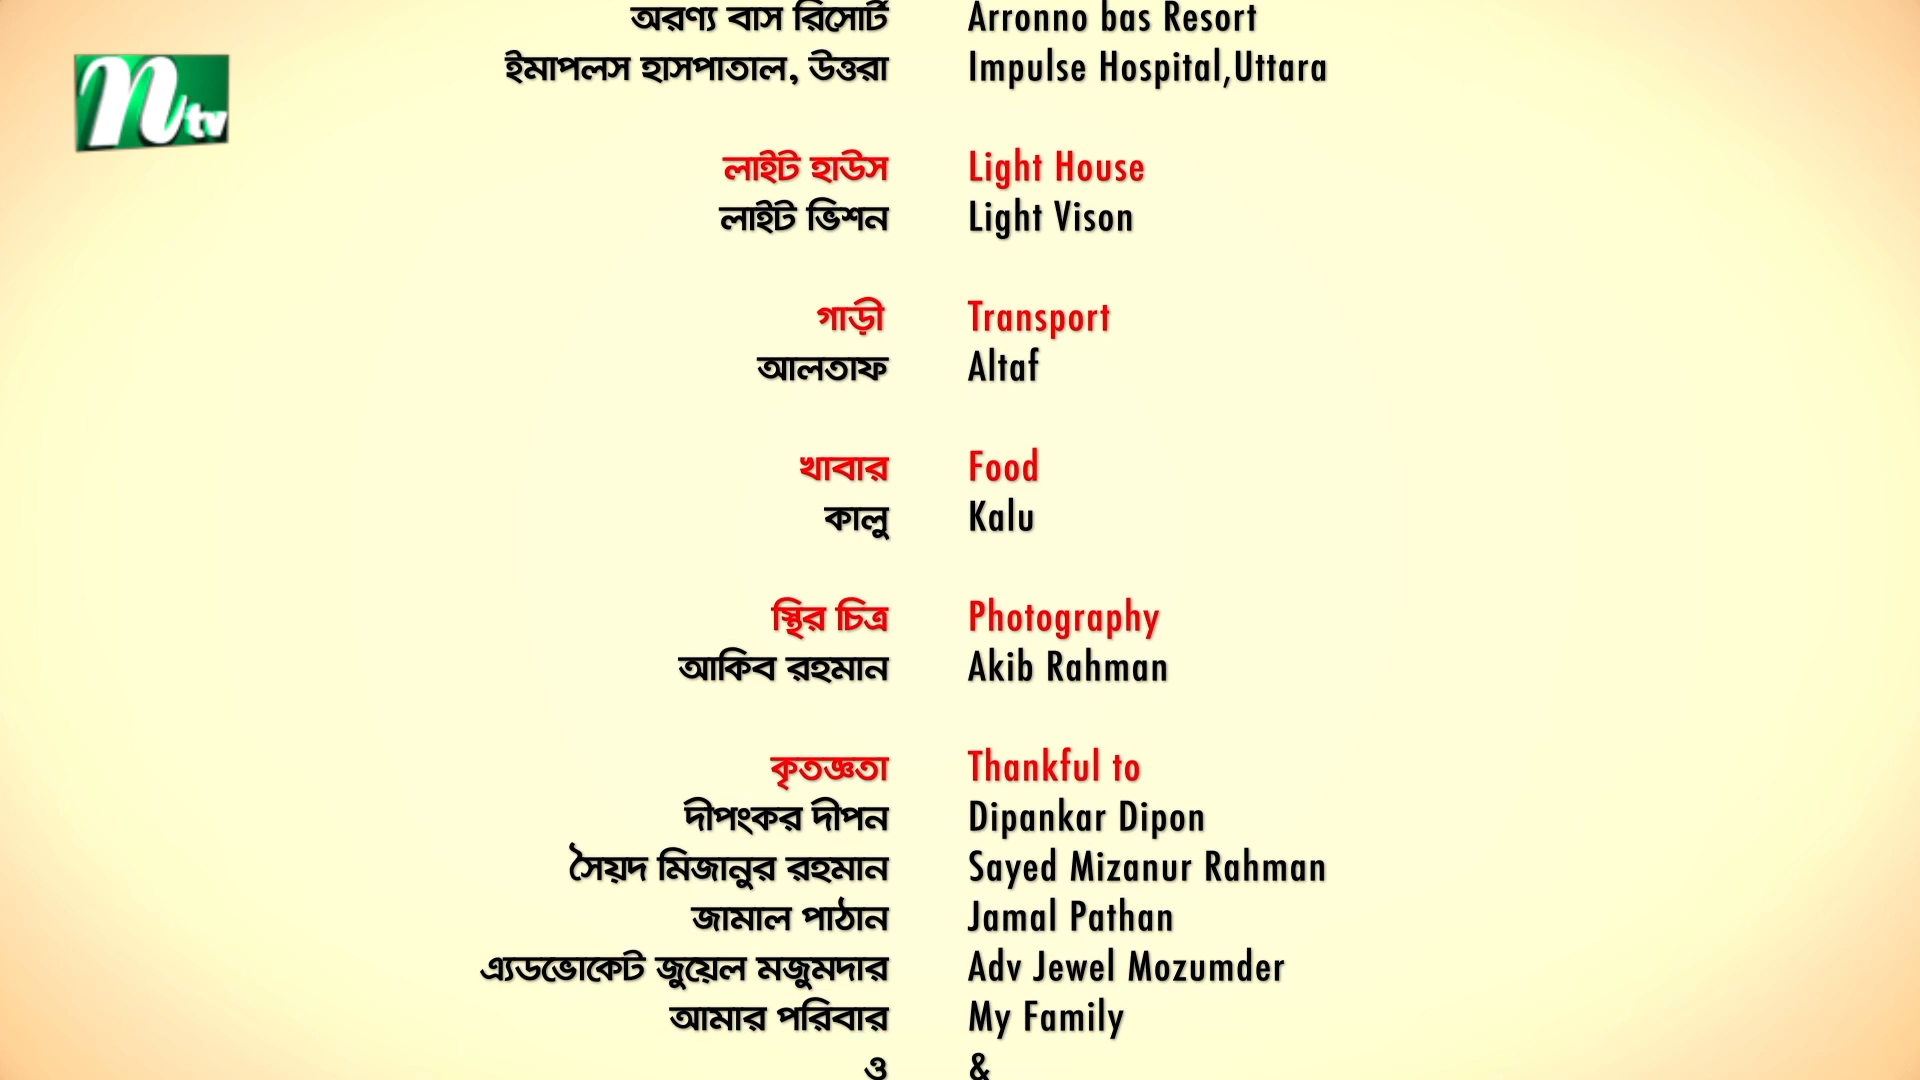 অরণ্য বাস রিসোর্ট Arronno bas Resort
ইমাপলস হাসপাতাল, উত্তরা Impulse Hospital,Uttara
ntv
লাইট হাউস Light House
লাইট ভিশন Light Vison
গাড়ী Transport
আলতাফ Altaf
খাবার Food
কালু Kalu
স্থির চিত্র Photography
আকিব রহমান Akib Rahman
কৃতজ্ঞতা Thankful to
দীপংকর দীপন Dipankar Dipon
সৈয়দ মিজানুর রহমান Sayed Mizanur Rahman
জামাল পাঠান Jamal Pathan
এ্যডভোকেট জুয়েল মজুমদার Adv Jewel Mozumder
আমার পরিবার My Family
ও &